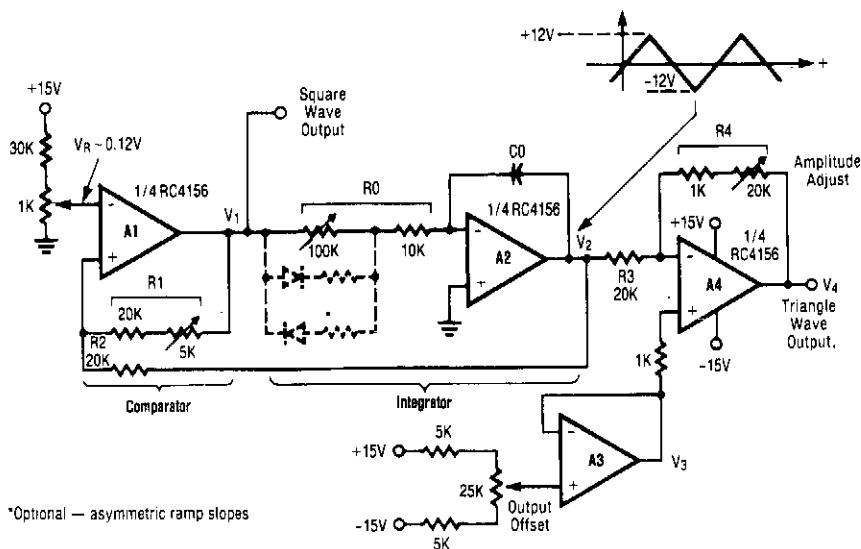 +12V
-12V
+
+15V
30K
1K
VR ~ 0.12V
Square
Wave
Output
1/4 RC4156
A1
-
+
V1
R0
100K
10K
C0
1/4 RC4156
-
+
A2
V2
R4
1K
20K
Amplitude
Adjust
+15V
1/4
RC4156
R3
20K
-
+
A4
V4
Triangle
Wave
Output.
-15V
R1
20K
5K
R2
20K
*
Comparator
Integrator
1K
-
+
A3
V3
+15V
5K
25K
Output
Offset
-15V
5K
*Optional — asymmetric ramp slopes